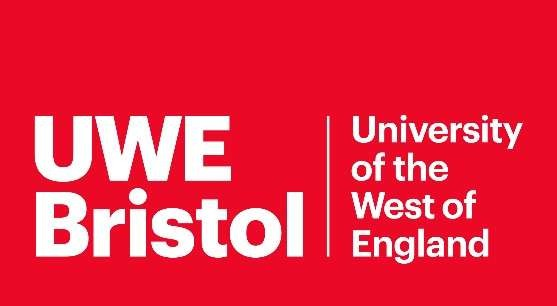 UWE
Bristol
University
of the
West of
England